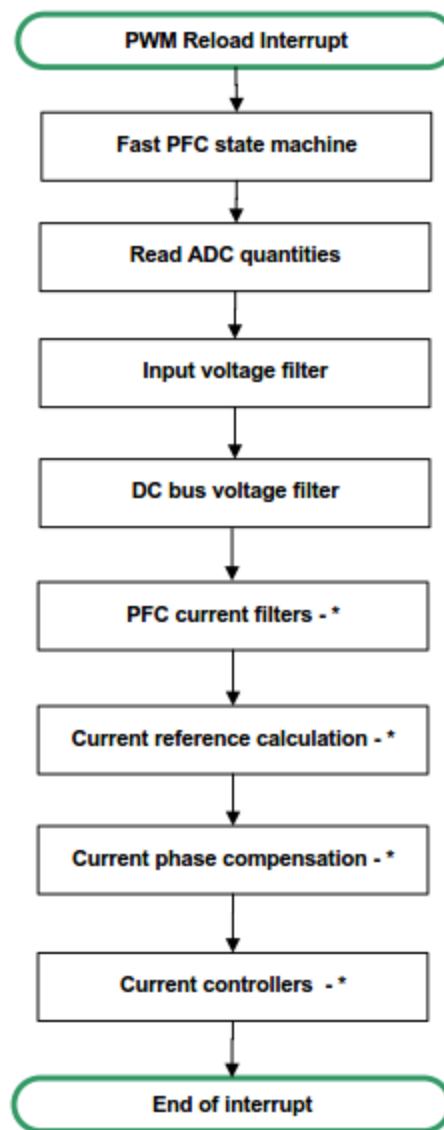 PWM Reload Interrupt
Fast PFC state machine
Read ADC quantities
Input voltage filter
DC bus voltage filter
PFC current filters - *
Current reference calculation - *
Current phase compensation - *
Current controllers  - *
End of interrupt